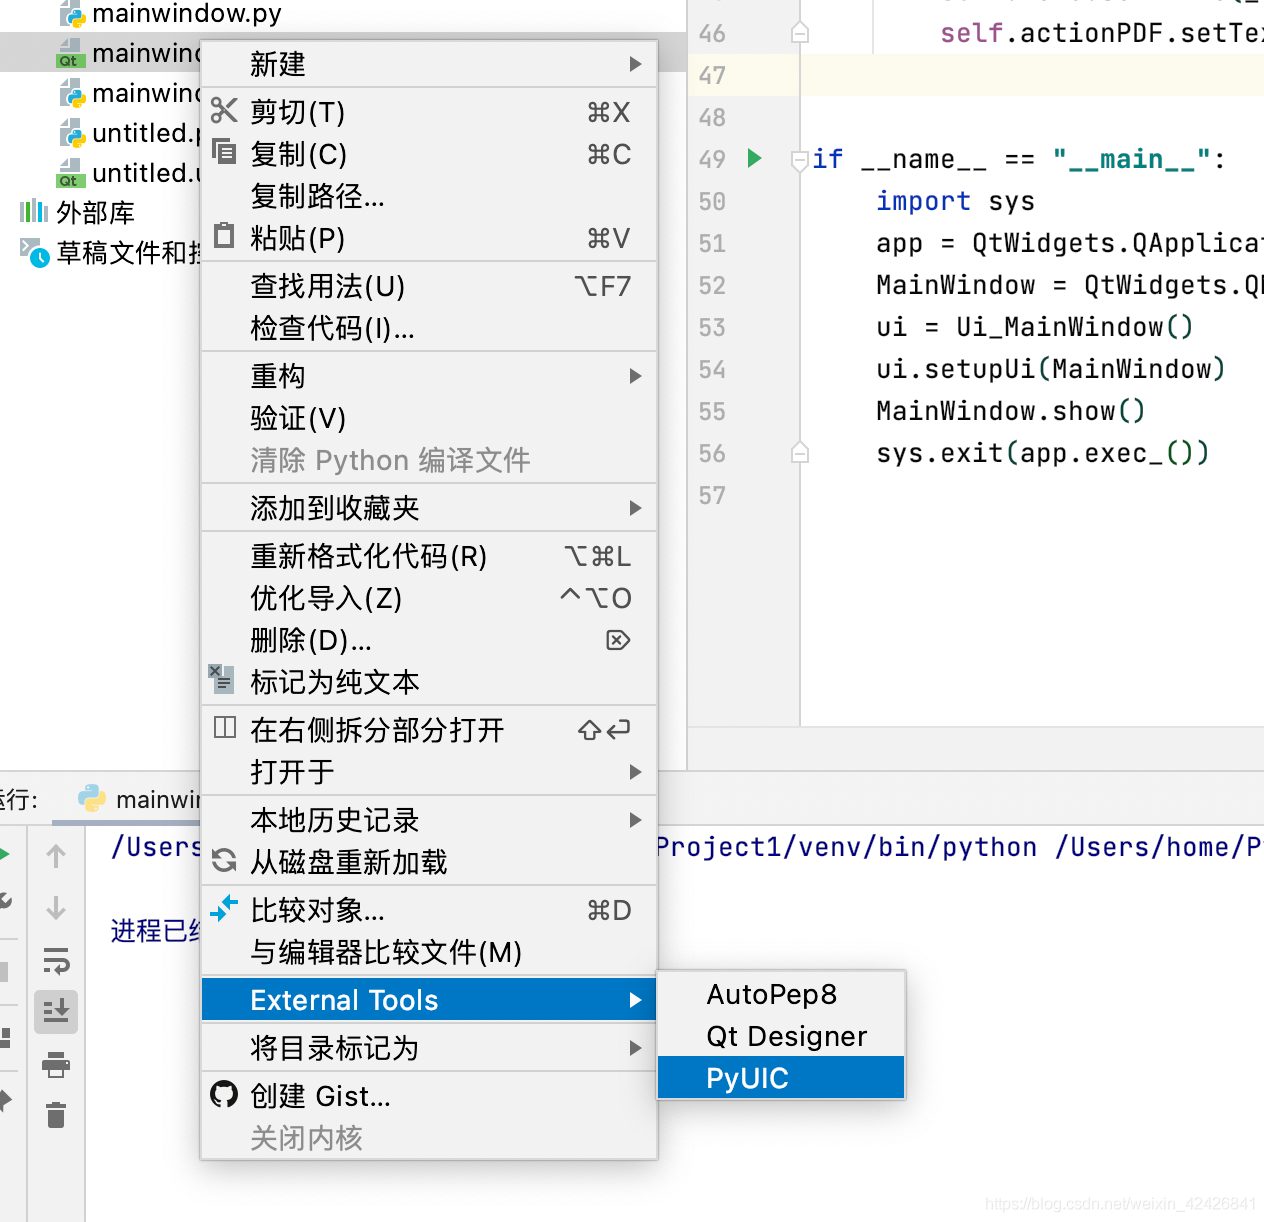 mainwindow.py
mainwind
mainwind
untitled.p
untitled.u
外部库
草稿文件和控
新建
剪切(T) ⌘X
复制(C) ⌘C
复制路径...
粘贴(P) ⌘V
查找用法(U) ⌥F7
检查代码(I)...
重构
验证(V)
清除 Python 编译文件
添加到收藏夹
重新格式化代码(R) ⌥⌘L
优化导入(Z) ^⌥O
删除(D)... ⌦
标记为纯文本
在右侧拆分部分打开 ⇧↩
打开于
本地历史记录
从磁盘重新加载
比较对象... ⌘D
与编辑器比较文件(M)
External Tools
将目录标记为
创建 Gist...
关闭内核
AutoPep8
Qt Designer
PyUIC
46 self.actionPDF.setTex
47
48
49 if __name__ == "__main__":
50 import sys
51 app = QtWidgets.QApplicat
52 MainWindow = QtWidgets.QM
53 ui = Ui_MainWindow()
54 ui.setupUi(MainWindow)
55 MainWindow.show()
56 sys.exit(app.exec_())
57
运行: mainwin
/Users Project1/venv/bin/python /Users/home/P
进程已结
https://blog.csdn.net/weixin_42426841